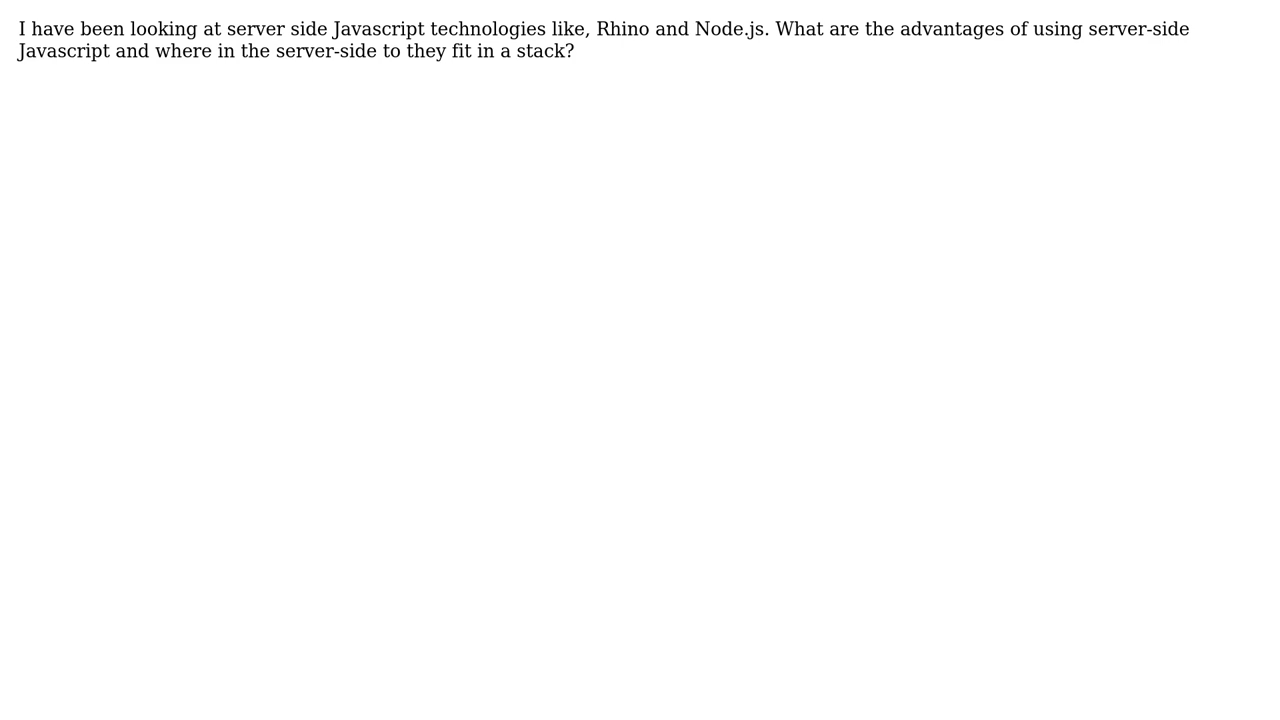 I have been looking at server side Javascript technologies like, Rhino and Node.js. What are the advantages of using server-side
Javascript and where in the server-side to they fit in a stack?